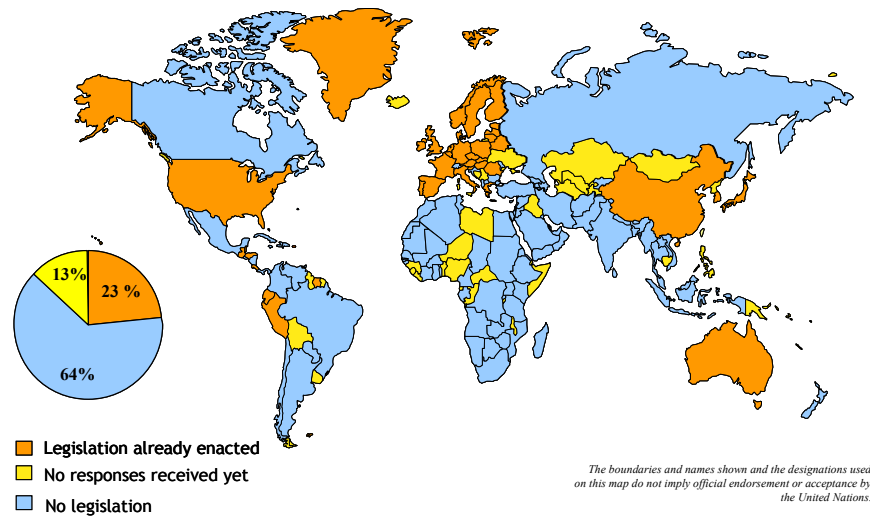 13%
23 %
64%
Legislation already enacted
No responses received yet
No legislation
The boundaries and names shown and the designations used
on this map do not imply official endorsement or acceptance by
the United Nations.